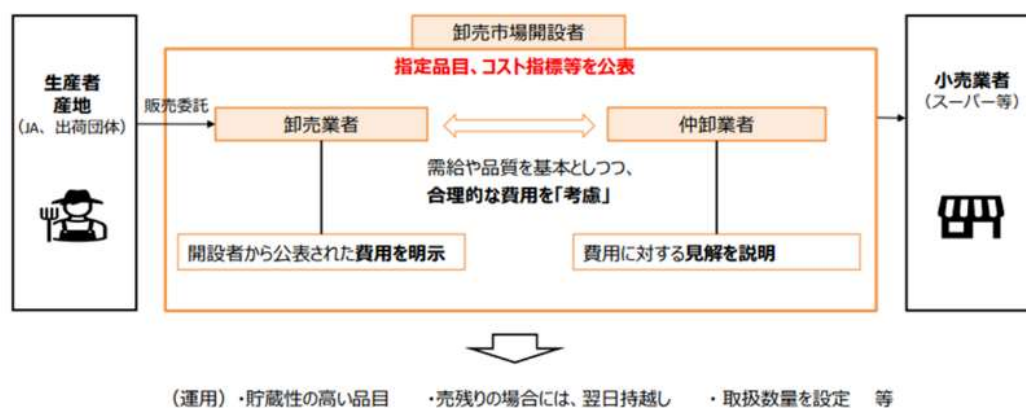 卸売市場開設者
指定品目、コスト指標等を公表
生産者
産地
（JA、出荷団体）
販売委託
卸売業者
仲卸業者
小売業者
（スーパー等）
需給や品質を基本としつつ、
合理的な費用を「考慮」
開設者から公表された費用を明示
費用に対する見解を説明
（運用）・貯蔵性の高い品目　・売残りの場合には、翌日持越し　・取扱数量を設定　等